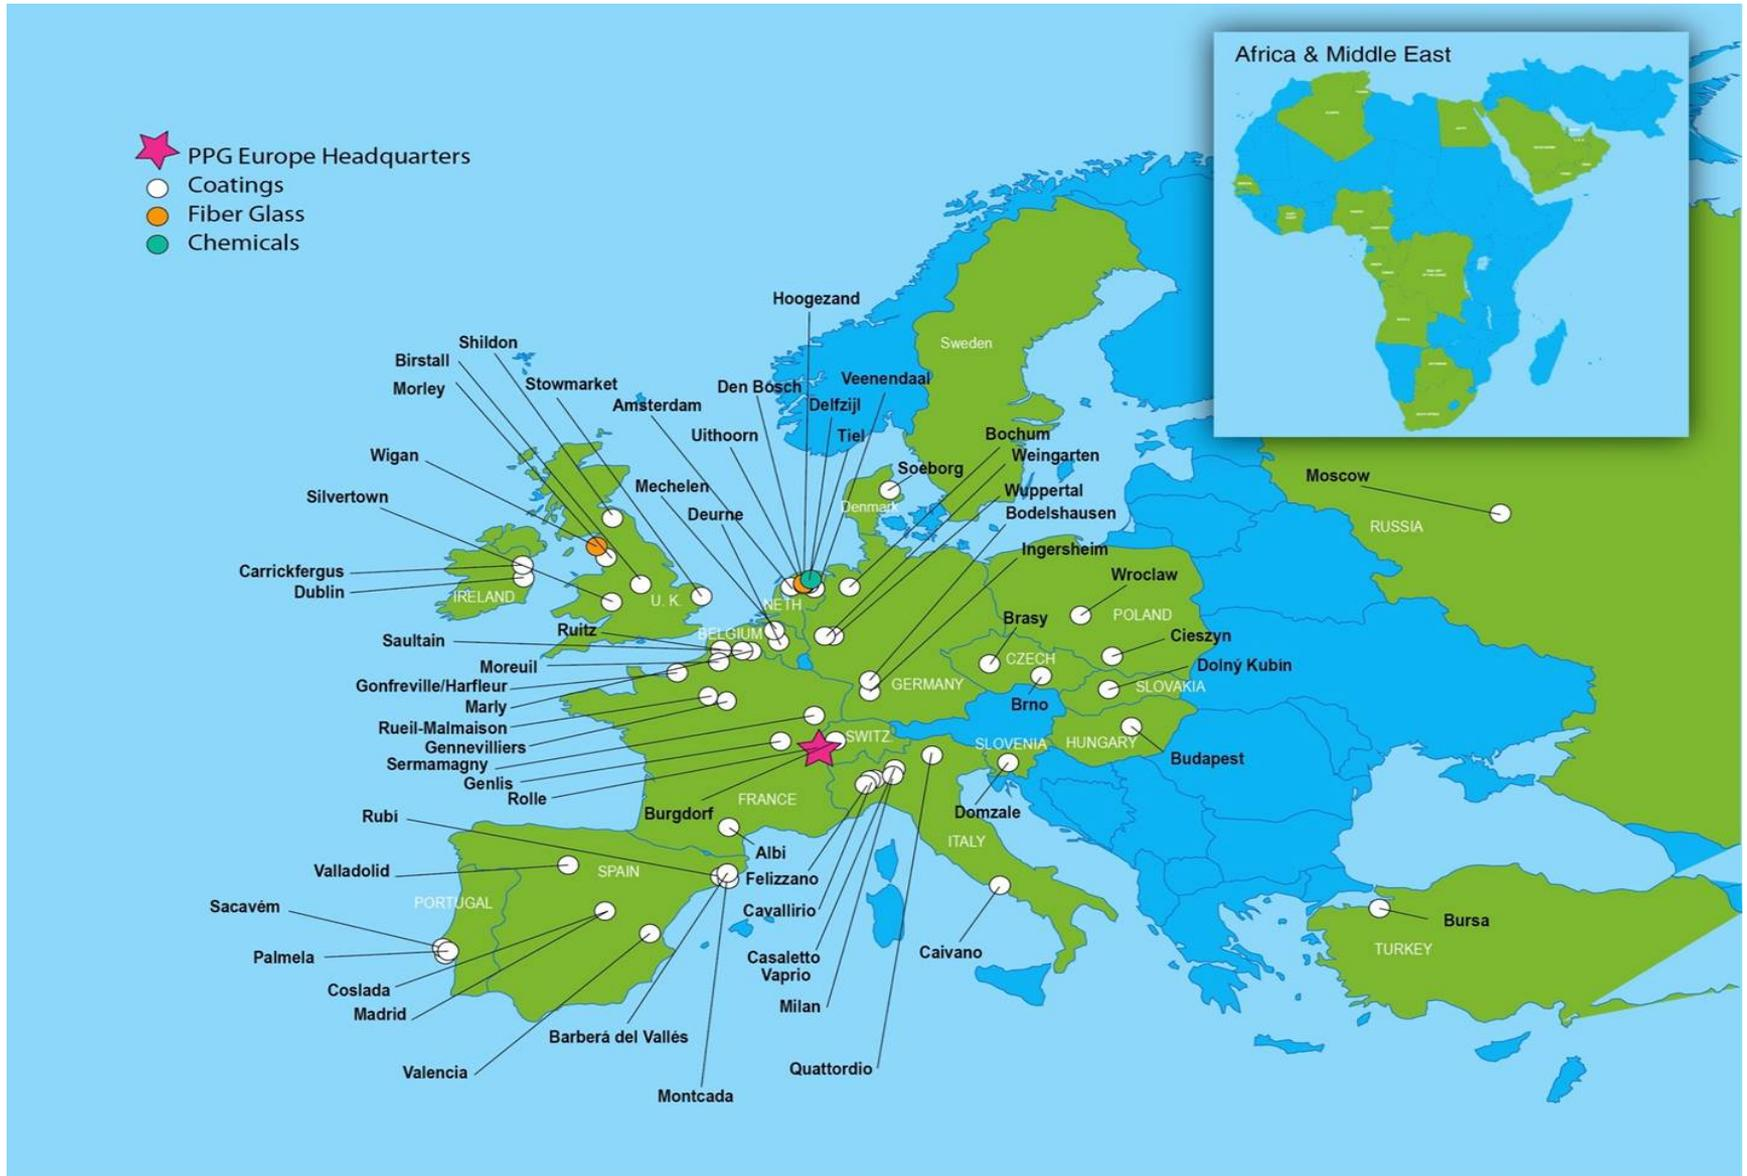 Africa & Middle East
PPG Europe Headquarters
Coatings
Fiber Glass
Chemicals
Hoogezand
Shildon
Birstall
Morley
Stowmarket
Amsterdam
Den Bosch
Veenendaal
Delfzijl
Uithoorn
Tiel
Sweden
Wigan
Silvertown
Mechelen
Deurne
Soeborg
Denmark
Bochum
Weingarten
Wuppertal
Bodelshausen
Ingersheim
Moscow
RUSSIA
Carrickfergus
Dublin
IRELAND
U. K.
NETH
BELGIUM
Wroclaw
POLAND
Brasy
Cieszyn
CZECH
Dolný Kubin
SLOVAKIA
GERMANY
Brno
Ruitz
Saultain
Moreuil
Gonfreville/Harfleur
Marly
Rueil-Malmaison
Gennevilliers
Sermamagny
Genlis
Rolle
Burgdorf
SWITZ.
SLOVENIA
HUNGARY
Budapest
FRANCE
Domzale
ITALY
Rubí
Albi
Valladolid
SPAIN
Felizzano
PORTUGAL
Sacavém
Cavallirio
Palmela
Casaletto
Vaprio
Caivano
Bursa
TURKEY
Coslada
Madrid
Milan
Barberá del Vallés
Valencia
Quattordio
Montcada